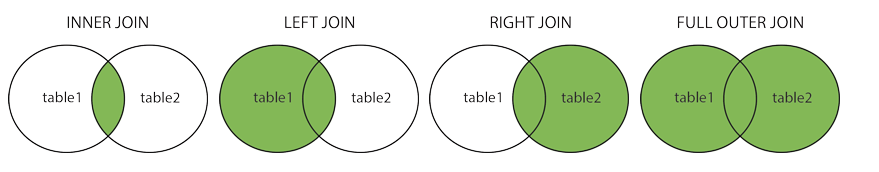 INNER JOIN
table1
table2
LEFT JOIN
table1
table2
RIGHT JOIN
table1
table2
FULL OUTER JOIN
table1
table2